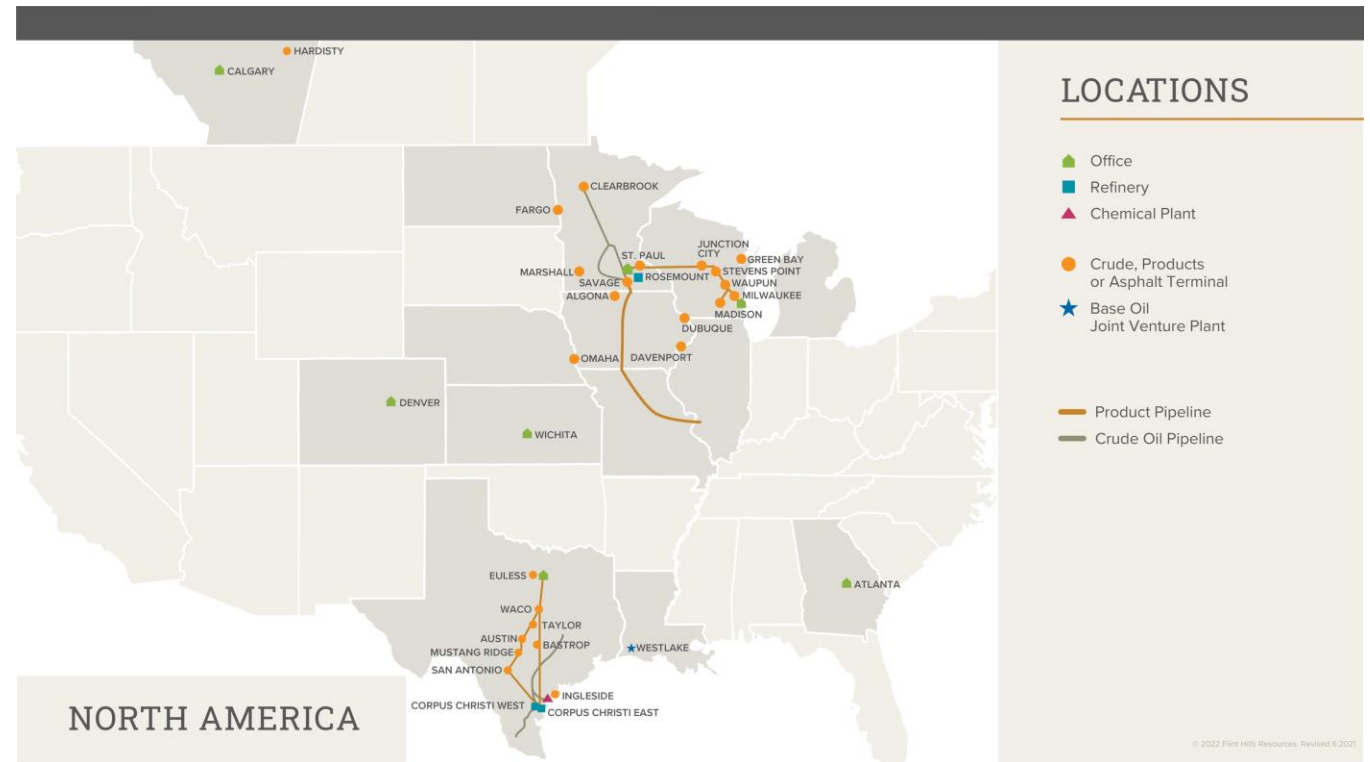 HARDISTY
CALGARY
CLEARBROOK
FARGO
ST. PAUL
JUNCTION
CITY
GREEN BAY
MARSHALL
ROSEMOUNT
STEVENS POINT
SAVAGE
WAUPUN
ALGONA
MILWAUKEE
MADISON
DUBUQUE
OMAHA
DAVENPORT
DENVER
WICHITA
EULESS
ATLANTA
WACO
TAYLOR
AUSTIN
BASTROP
MUSTANG RIDGE
WESTLAKE
SAN ANTONIO
INGLESIDE
CORPUS CHRISTI WEST
CORPUS CHRISTI EAST
NORTH AMERICA
LOCATIONS
Office
Refinery
Chemical Plant
Crude, Products
or Asphalt Terminal
Base Oil
Joint Venture Plant
Product Pipeline
Crude Oil Pipeline
© 2022 Flint Hills Resources. Revised 6.2021